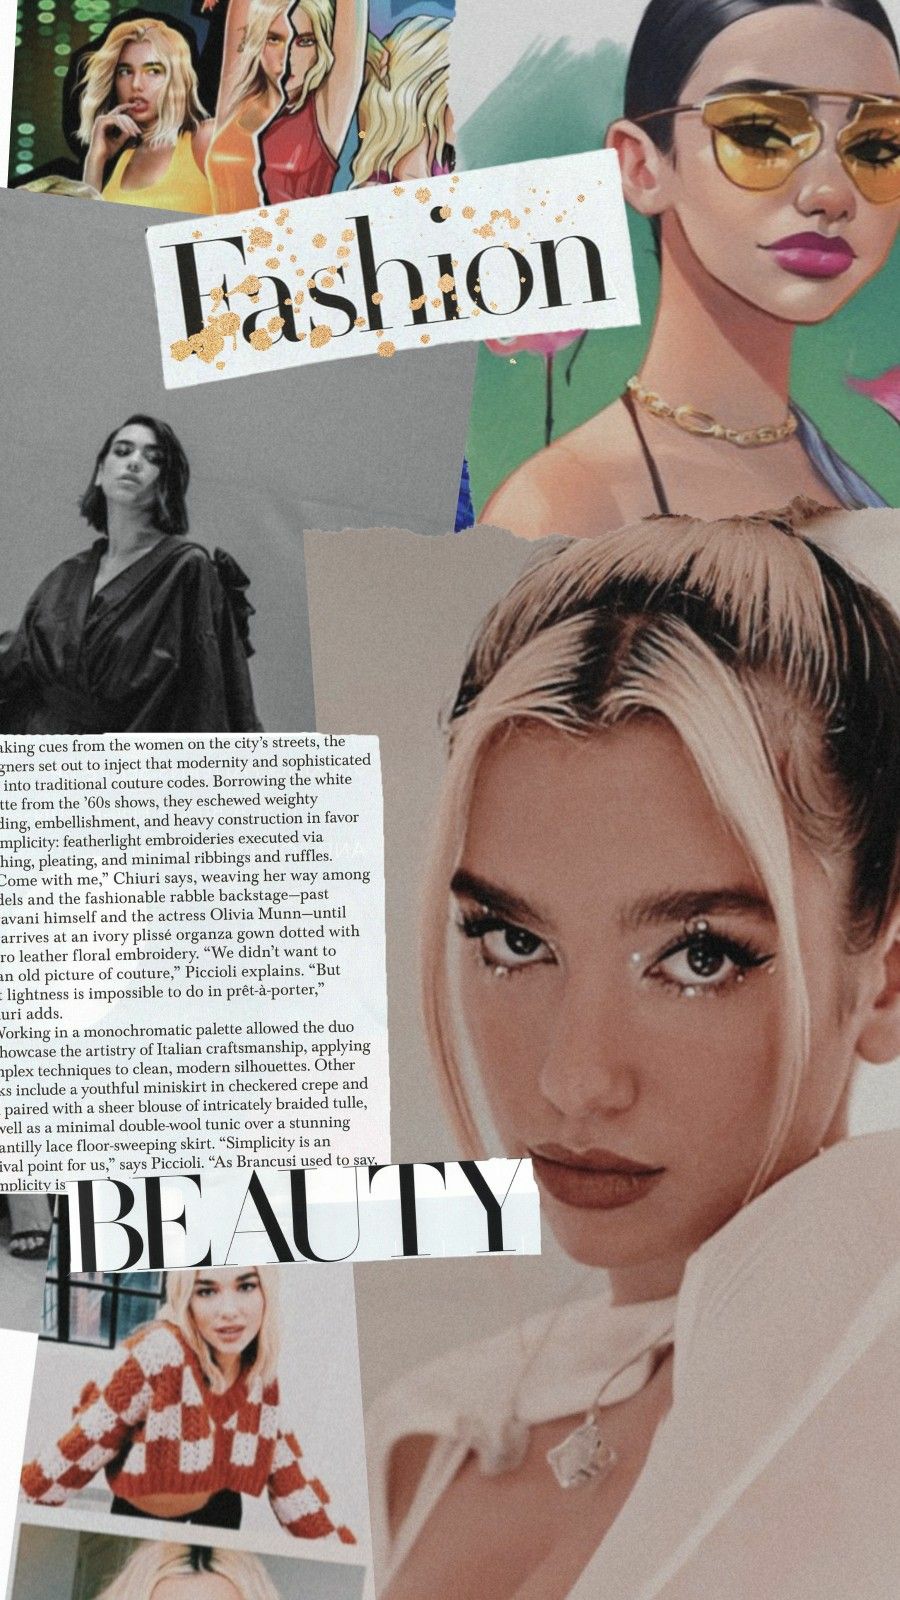 Fashion
aking cues from the women on the city’s streets, the
gners set out to inject that modernity and sophisticated
into traditional couture codes. Borrowing the white
tte from the ’60s shows, they eschewed weighty
ding, embellishment, and heavy construction in favor
mplicity: featherlight embroideries executed via
hing, pleating, and minimal ribbings and ruffles.
Come with me,” Chiuri says, weaving her way among
dels and the fashionable rabble backstage—past
avani himself and the actress Olivia Munn—until
arrives at an ivory plissé organza gown dotted with
ro leather floral embroidery. “We didn’t want to
an old picture of couture,” Piccioli explains. “But
t lightness is impossible to do in prêt-à-porter,”
uri adds.
Working in a monochromatic palette allowed the duo
howcase the artistry of Italian craftsmanship, applying
mplex techniques to clean, modern silhouettes. Other
ks include a youthful miniskirt in checkered crepe and
paired with a sheer blouse of intricately braided tulle,
well as a minimal double-wool tunic over a stunning
antilly lace floor-sweeping skirt. “Simplicity is an
ival point for us,” says Piccioli. “As Brancusi used to say,
mplicity is
BEAUTY